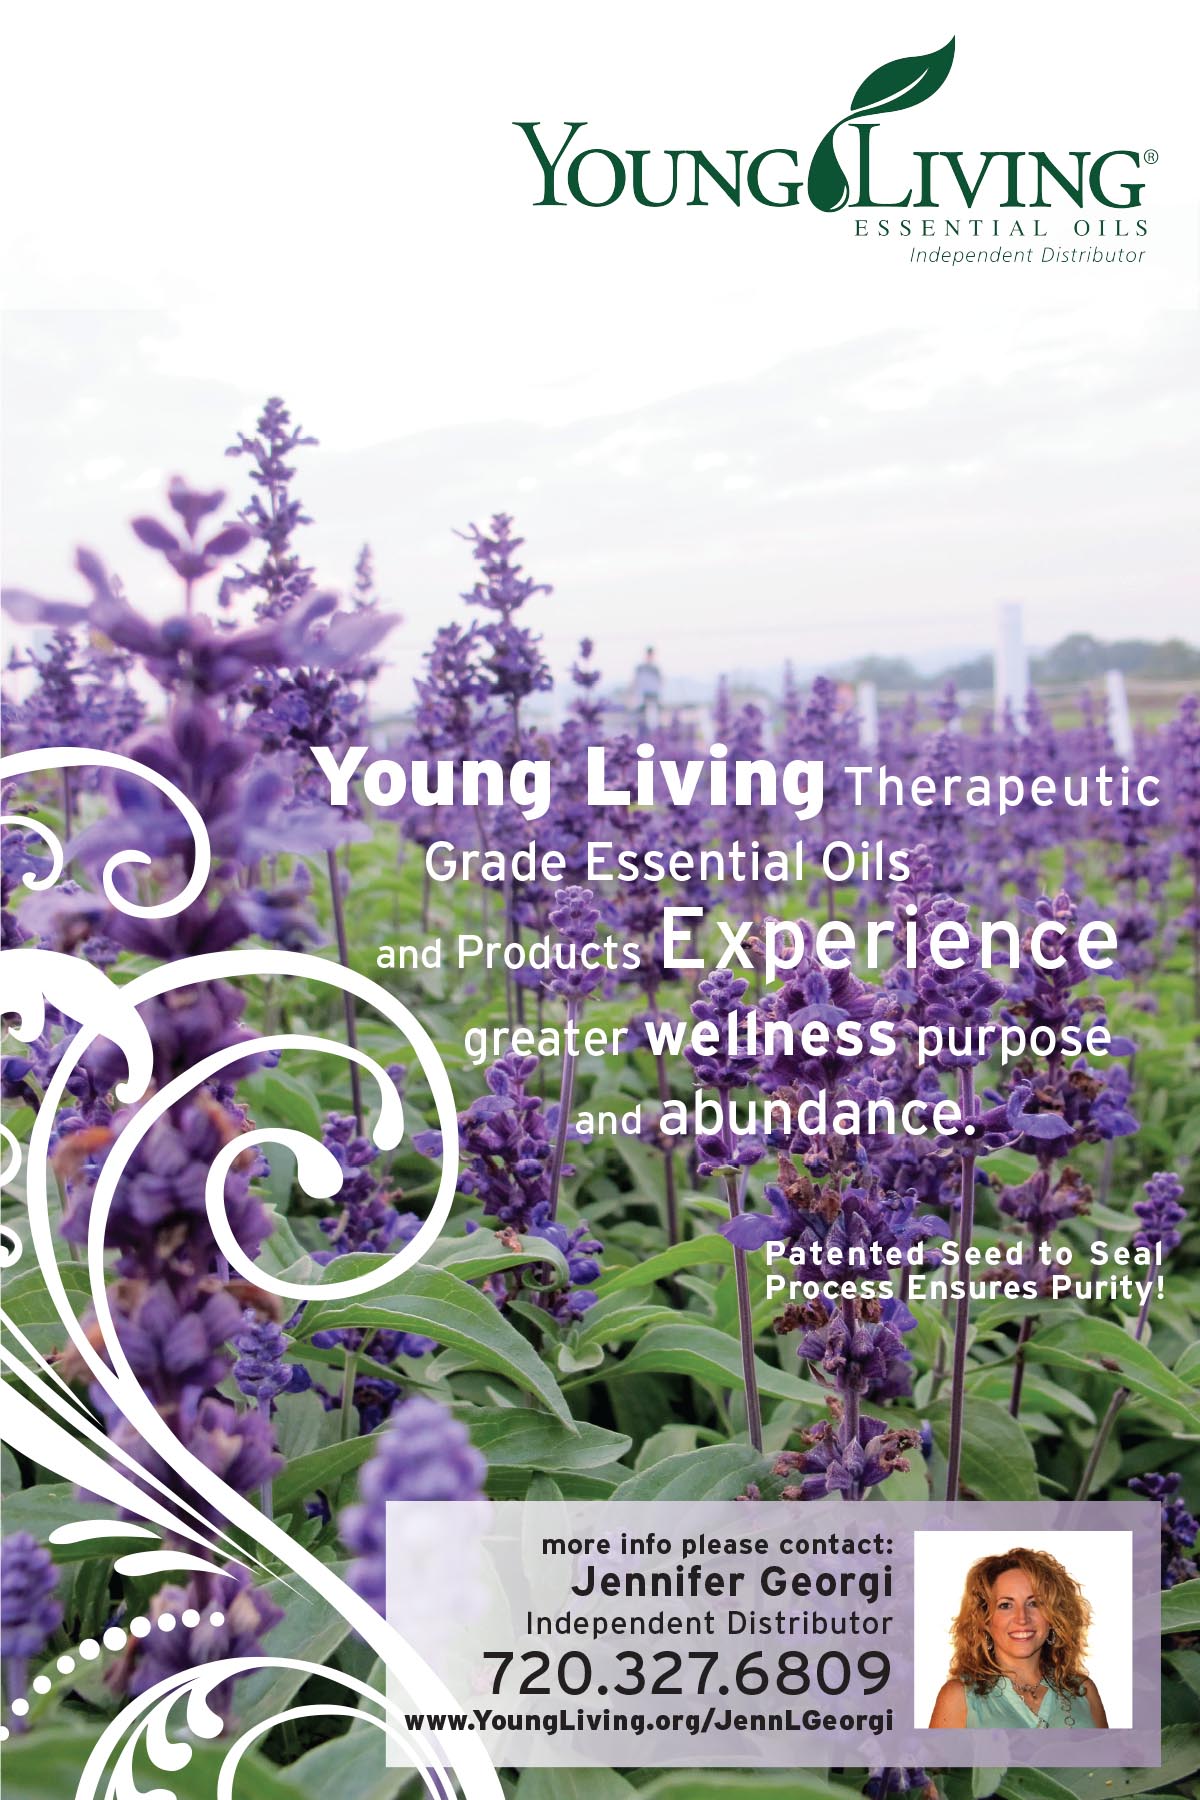 YOUNG LIVING®
ESSENTIAL OILS
Independent Distributor
Young Living Therapeutic
Grade Essential Oils
and Products Experience
greater wellness purpose
and abundance.
Patented Seed to Seal
Process Ensures Purity!
more info please contact:
Jennifer Georgi
Independent Distributor
720.327.6809
www.YoungLiving.org/JennLGeorgi